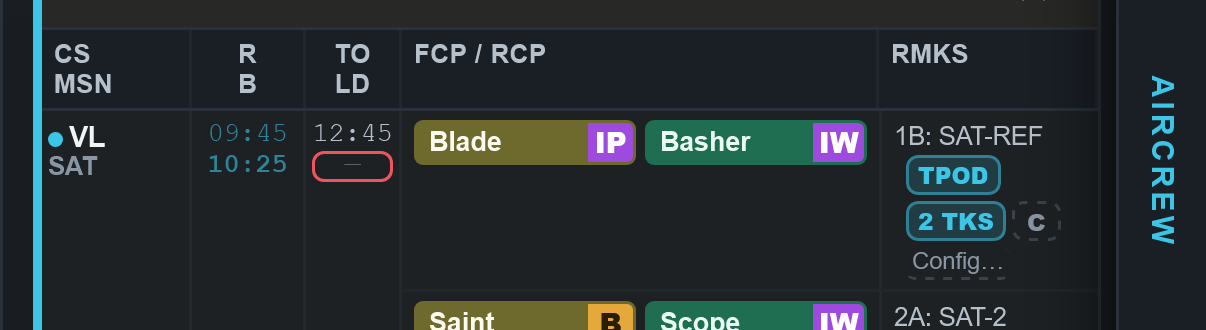 CS MSN
R B
TO LD
FCP / RCP
RMKS
VL
SAT
09:45
10:25
12:45
—
Blade IP
Basher IW
1B: SAT-REF
TPOD
2 TKS C
Config...
Saint B
Scope IW
2A: SAT-2
AIRCREW